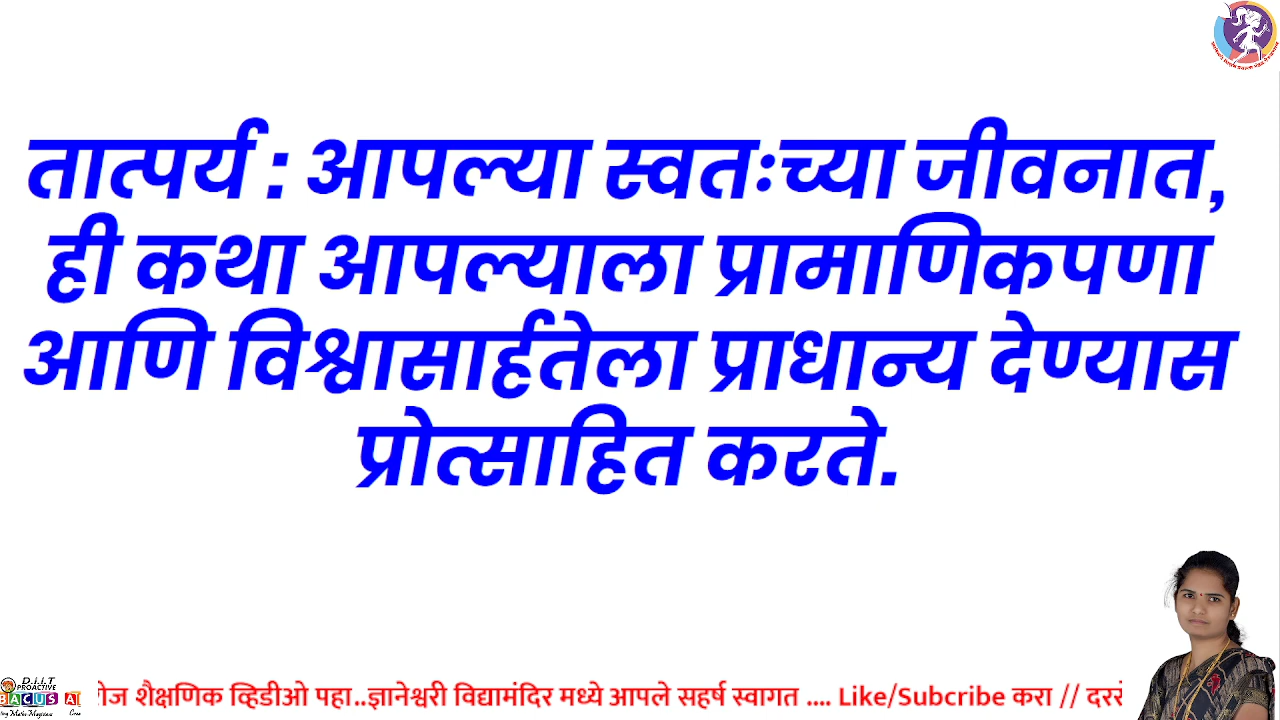 तात्पर्य : आपल्या स्वतःच्या जीवनात,
ही कथा आपल्याला प्रामाणिकपणा
आणि विश्वासार्हतेला प्राधान्य देण्यास
प्रोत्साहित करते.
D.I.I.T
PROACTIVE
रोज शैक्षणिक व्हिडीओ पहा..ज्ञानेश्वरी विद्यामंदिर मध्ये आपले सहर्ष स्वागत .... Like/Subcribe करा //